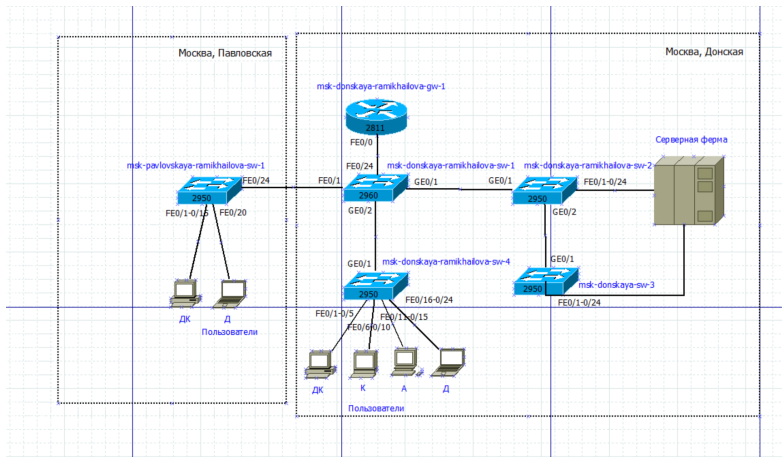 Москва, Павловская
Москва, Донская
msk-donskaya-ramikhailova-gw-1
2811
FE0/0
Серверная ферма
msk-pavlovskaya-ramikhailova-sw-1
FE0/24
msk-donskaya-ramikhailova-sw-1
msk-donskaya-ramikhailova-sw-2
FE0/24
FE0/1
GE0/1
GE0/1
FE0/1-0/24
2950
2960
2950
FE0/1-0/15
FE0/20
GE0/2
GE0/2
GE0/1
msk-donskaya-ramikhailova-sw-4
GE0/1
msk-donskaya-sw-3
2950
2950
FE0/1-0/24
FE0/16-0/24
FE0/1-0/5
FE0/11-0/15
FE0/6-0/10
ДК
Д
Пользователи
ДК
К
А
Д
Пользователи